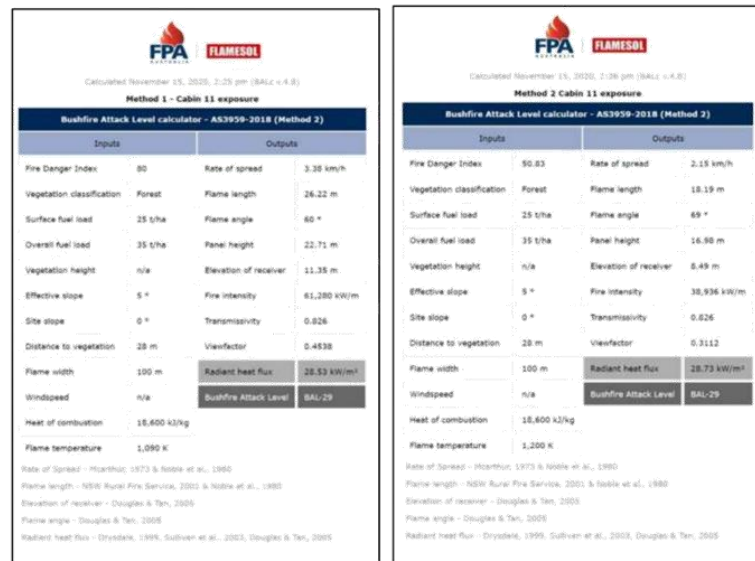 FPA
AUSTRALIA
FLAMESOL
Calculated November 15, 2020, 2:25 pm (BALc v.4.8)
Method 1 - Cabin 11 exposure
Bushfire Attack Level calculator - AS3959-2018 (Method 2)
Inputs Outputs
Fire Danger Index 80 Rate of spread 3.38 km/h
Vegetation classification Forest Flame length 26.22 m
Surface fuel load 25 t/ha Flame angle 60 °
Overall fuel load 35 t/ha Panel height 22.71 m
Vegetation height n/a Elevation of receiver 11.35 m
Effective slope 5 ° Fire intensity 61,280 kW/m
Site slope 0 ° Transmissivity 0.826
Distance to vegetation 28 m Viewfactor 0.4538
Flame width 100 m Radiant heat flux 28.53 kW/m²
Windspeed n/a Bushfire Attack Level BAL-29
Heat of combustion 18,600 kJ/kg
Flame temperature 1,090 K
Rate of Spread - Mcarthur, 1973 & Noble et al., 1980
Flame length - NSW Rural Fire Service, 2001 & Noble et al., 1980
Elevation of receiver - Douglas & Tan, 2005
Flame angle - Douglas & Tan, 2005
Radiant heat flux - Drysdale, 1999, Sullivan et al., 2003, Douglas & Tan, 2005
FPA
AUSTRALIA
FLAMESOL
Calculated November 15, 2020, 2:26 pm (BALc v.4.8)
Method 2 Cabin 11 exposure
Bushfire Attack Level calculator - AS3959-2018 (Method 2)
Inputs Outputs
Fire Danger Index 50.83 Rate of spread 2.15 km/h
Vegetation classification Forest Flame length 18.19 m
Surface fuel load 25 t/ha Flame angle 69 °
Overall fuel load 35 t/ha Panel height 16.98 m
Vegetation height n/a Elevation of receiver 8.49 m
Effective slope 5 ° Fire intensity 38,936 kW/m
Site slope 0 ° Transmissivity 0.826
Distance to vegetation 28 m Viewfactor 0.3112
Flame width 100 m Radiant heat flux 28.73 kW/m²
Windspeed n/a Bushfire Attack Level BAL-29
Heat of combustion 18,600 kJ/kg
Flame temperature 1,200 K
Rate of Spread - Mcarthur, 1973 & Noble et al., 1980
Flame length - NSW Rural Fire Service, 2001 & Noble et al., 1980
Elevation of receiver - Douglas & Tan, 2005
Flame angle - Douglas & Tan, 2005
Radiant heat flux - Drysdale, 1999, Sullivan et al., 2003, Douglas & Tan, 2005